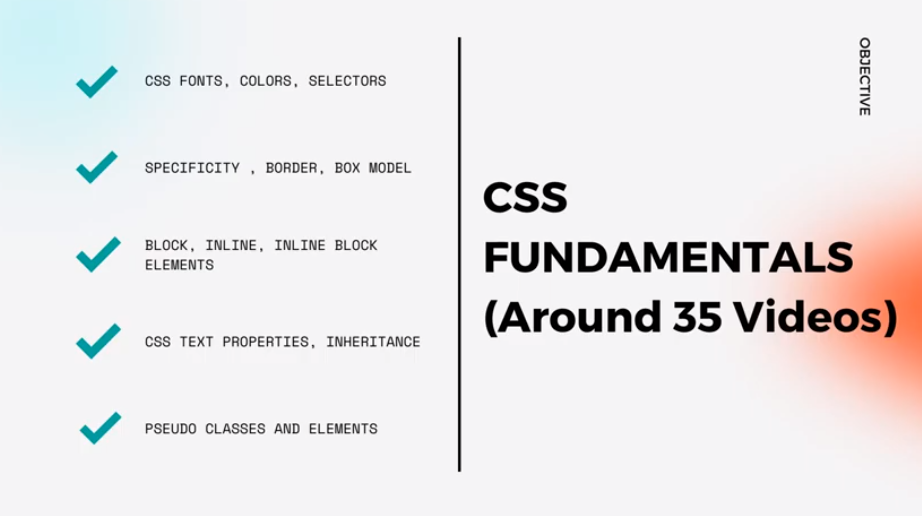 CSS FONTS, COLORS, SELECTORS
SPECIFICITY , BORDER, BOX MODEL
BLOCK, INLINE, INLINE BLOCK
ELEMENTS
CSS TEXT PROPERTIES, INHERITANCE
PSEUDO CLASSES AND ELEMENTS
CSS
FUNDAMENTALS
(Around 35 Videos)
OBJECTIVE